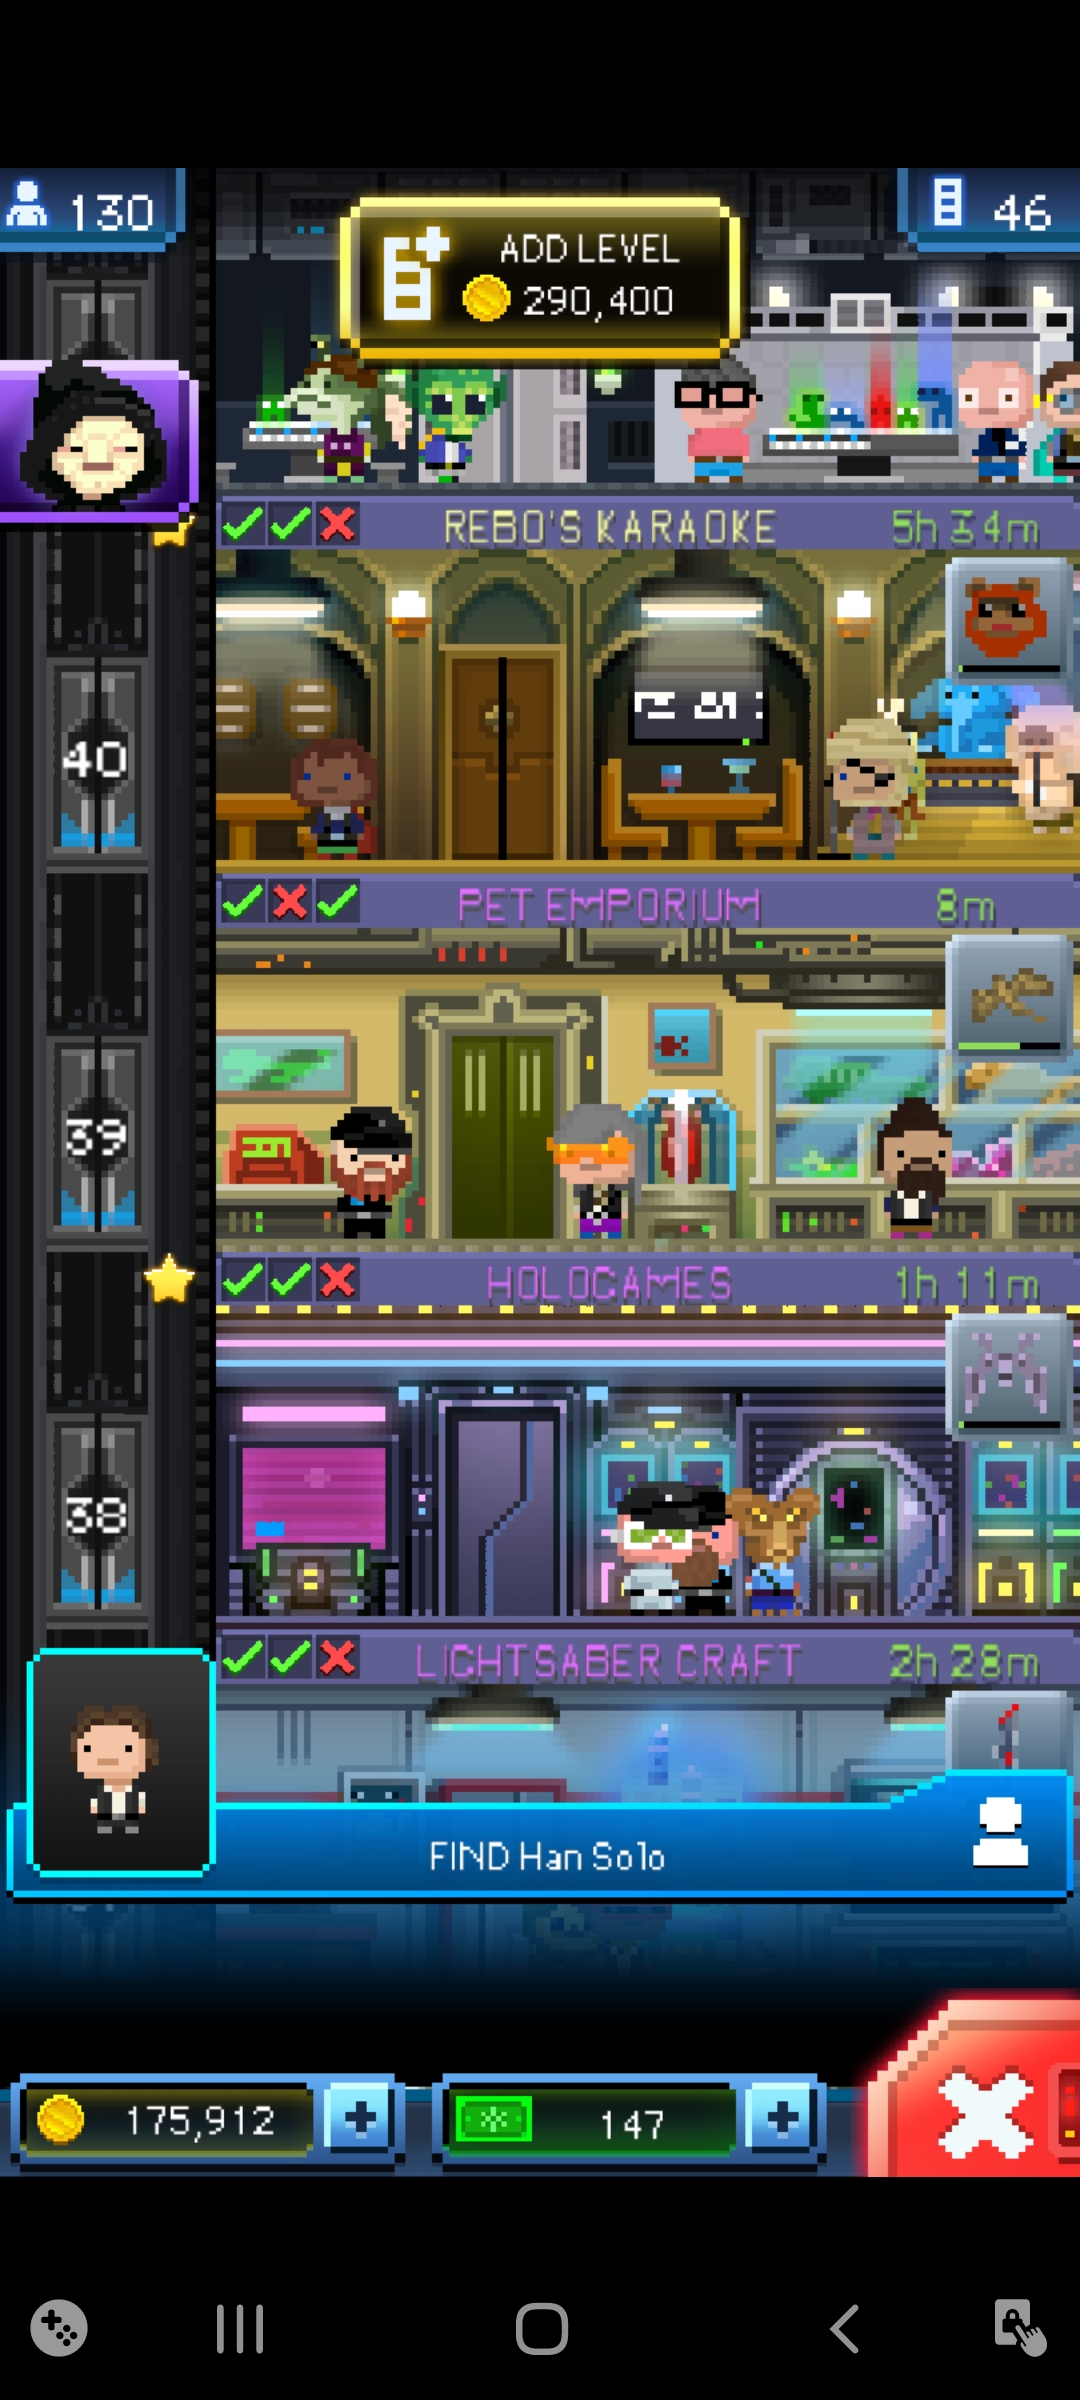 130
46
ADD LEVEL
290,400
REBO'S KARAOKE
5h 34m
40
PET EMPORIUM
8m
39
HOLOGAMES
1h 11m
38
LIGHTSABER CRAFT
2h 28m
FIND Han Solo
175,912
147